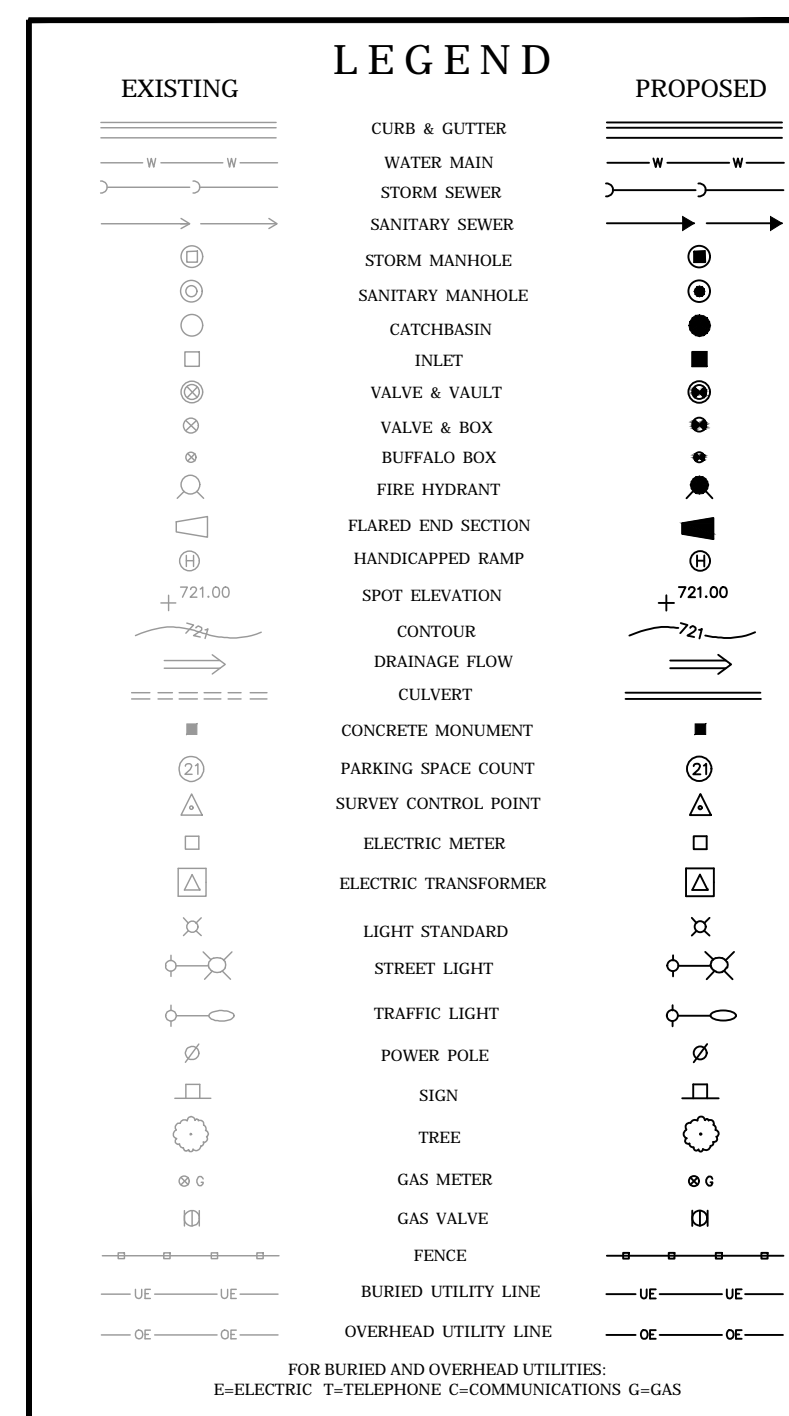 LEGEND
EXISTING PROPOSED
CURB & GUTTER
W W WATER MAIN W W
STORM SEWER
SANITARY SEWER
STORM MANHOLE
SANITARY MANHOLE
CATCHBASIN
INLET
VALVE & VAULT
VALVE & BOX
BUFFALO BOX
FIRE HYDRANT
FLARED END SECTION
H HANDICAPPED RAMP H
721.00 SPOT ELEVATION 721.00
721 CONTOUR 721
DRAINAGE FLOW
CULVERT
CONCRETE MONUMENT
21 PARKING SPACE COUNT 21
SURVEY CONTROL POINT
ELECTRIC METER
ELECTRIC TRANSFORMER
LIGHT STANDARD
STREET LIGHT
TRAFFIC LIGHT
POWER POLE
SIGN
TREE
G GAS METER G
GAS VALVE
FENCE
UE UE BURIED UTILITY LINE UE UE
OE OE OVERHEAD UTILITY LINE OE OE
FOR BURIED AND OVERHEAD UTILITIES:
E=ELECTRIC T=TELEPHONE C=COMMUNICATIONS G=GAS